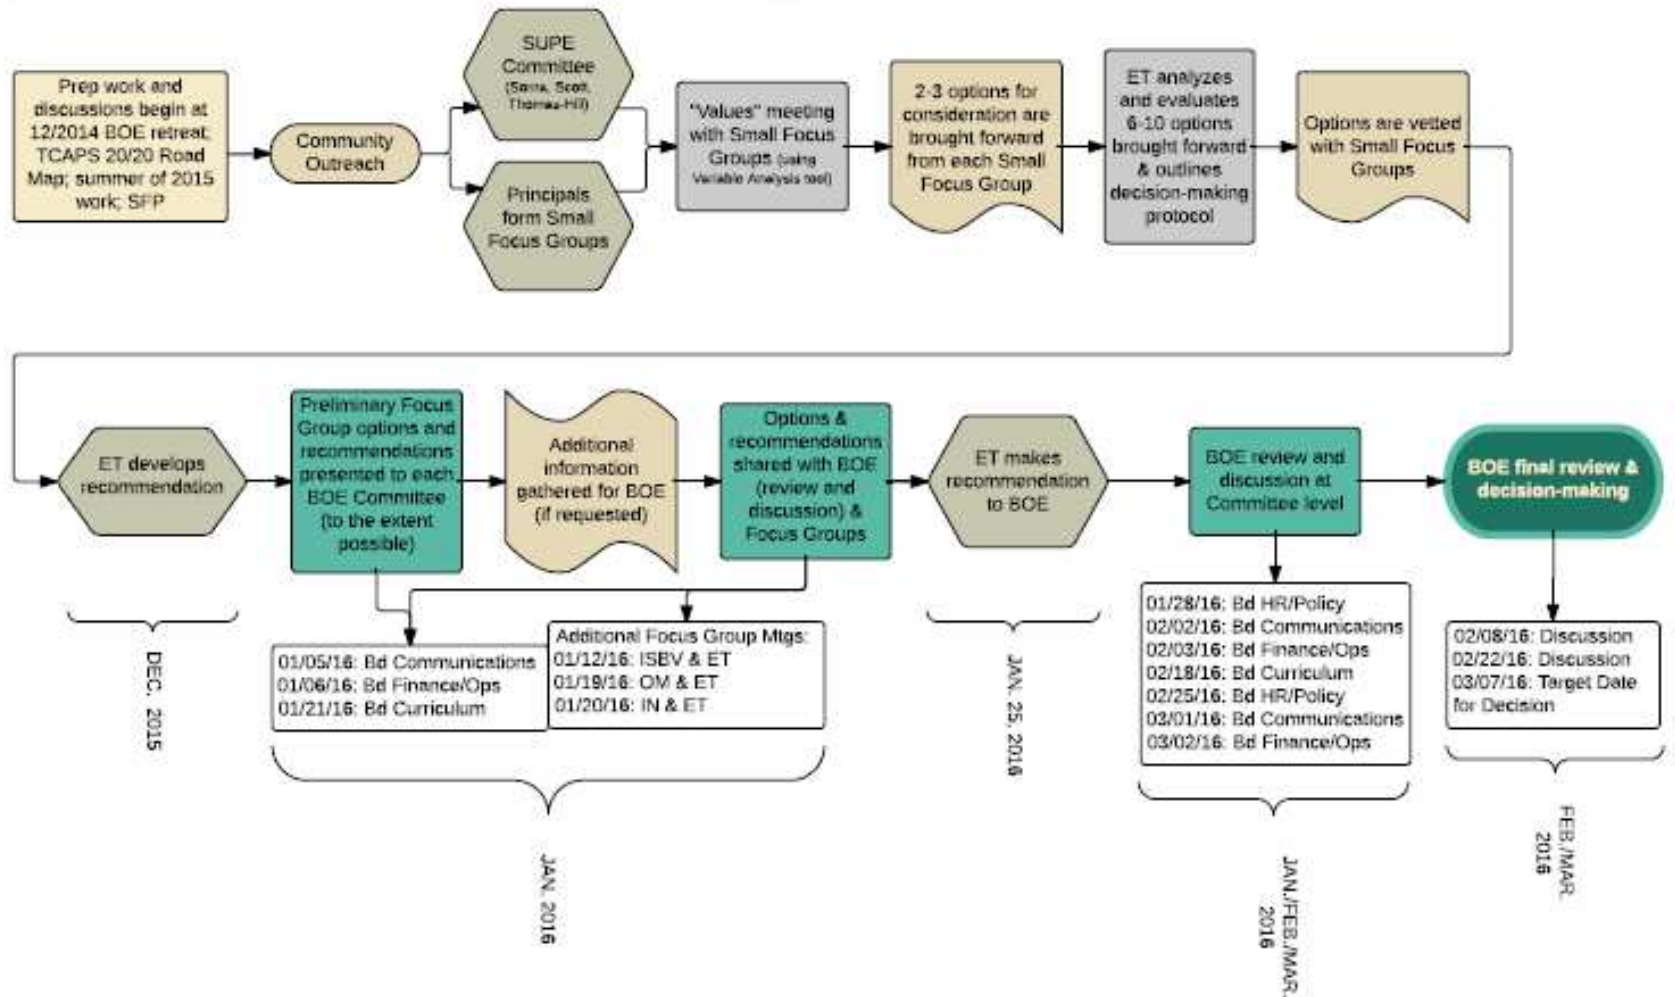 Prep work and
discussions begin at
12/2014 BOE retreat;
TCAPS 20/20 Road
Map; summer of 2015
work; SFP
Community
Outreach
SUPE
Committee
Scott,
Thomas-Hill)
Principals
form Small
Focus Groups
"Values" meeting
with Small Focus
Groups (using
Variable Analysis tool)
2-3 options for
consideration are
brought forward
from each Small
Focus Group
ET analyzes
and evaluates
6-10 options
brought forward
& outlines
decision-making
protocol
Options are vetted
with Small Focus
Groups
ET develops
recommendation
Preliminary Focus
Group options and
recommendations
presented to each
BOE Committee
(to the extent
possible)
Additional
information
gathered for BOE
(if requested)
Options &
recommendations
shared with BOE
(review and
discussion) &
Focus Groups
ET makes
recommendation
to BOE
BOE review and
discussion at
Committee level
BOE final review &
decision-making
01/05/16: Bd Communications
01/06/16: Bd Finance/Ops
01/21/16: Bd Curriculum
Additional Focus Group Mtgs:
01/12/16: ISBV & ET
01/19/16: OM & ET
01/20/16: IN & ET
01/28/16: Bd HR/Policy
02/02/16: Bd Communications
02/03/16: Bd Finance/Ops
02/18/16: Bd Curriculum
02/25/16: Bd HR/Policy
03/01/16: Bd Communications
03/02/16: Bd Finance/Ops
02/08/16: Discussion
02/22/16: Discussion
03/07/16: Target Date
for Decision
DEC. 2015
JAN. 2016
JAN. 25, 2016
JAN./FEB./MAR.
2016
FEB./MAR.
2016